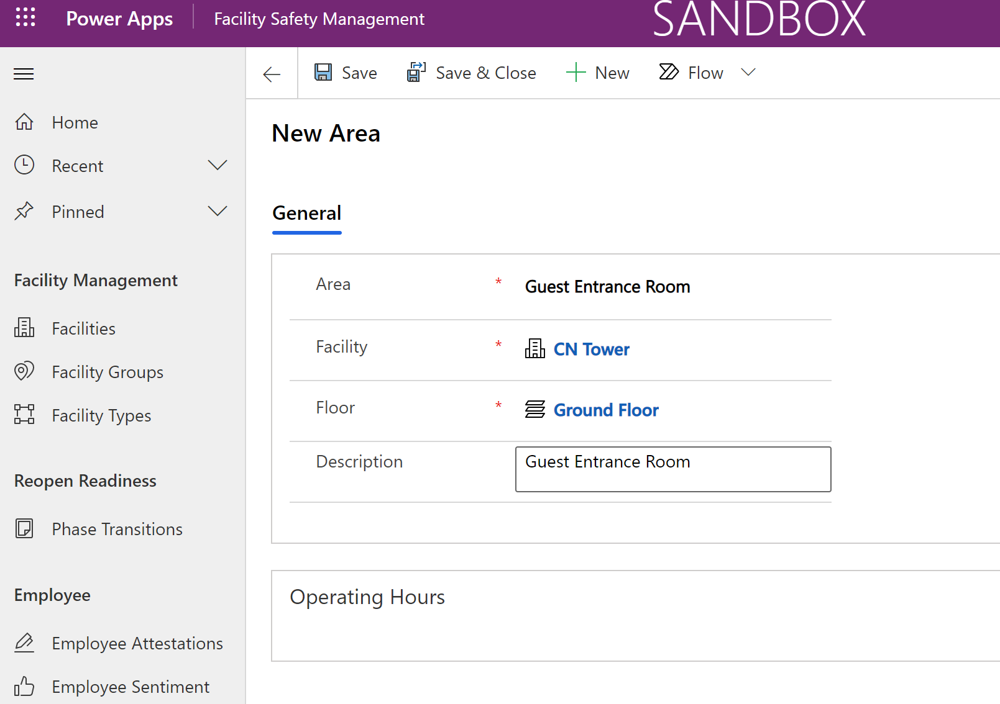 Power Apps
Facility Safety Management
SANDBOX
Save
Save & Close
New
Flow
Home
Recent
Pinned
Facility Management
Facilities
Facility Groups
Facility Types
Reopen Readiness
Phase Transitions
Employee
Employee Attestations
Employee Sentiment
New Area
General
Area * Guest Entrance Room
Facility * CN Tower
Floor * Ground Floor
Description Guest Entrance Room
Operating Hours